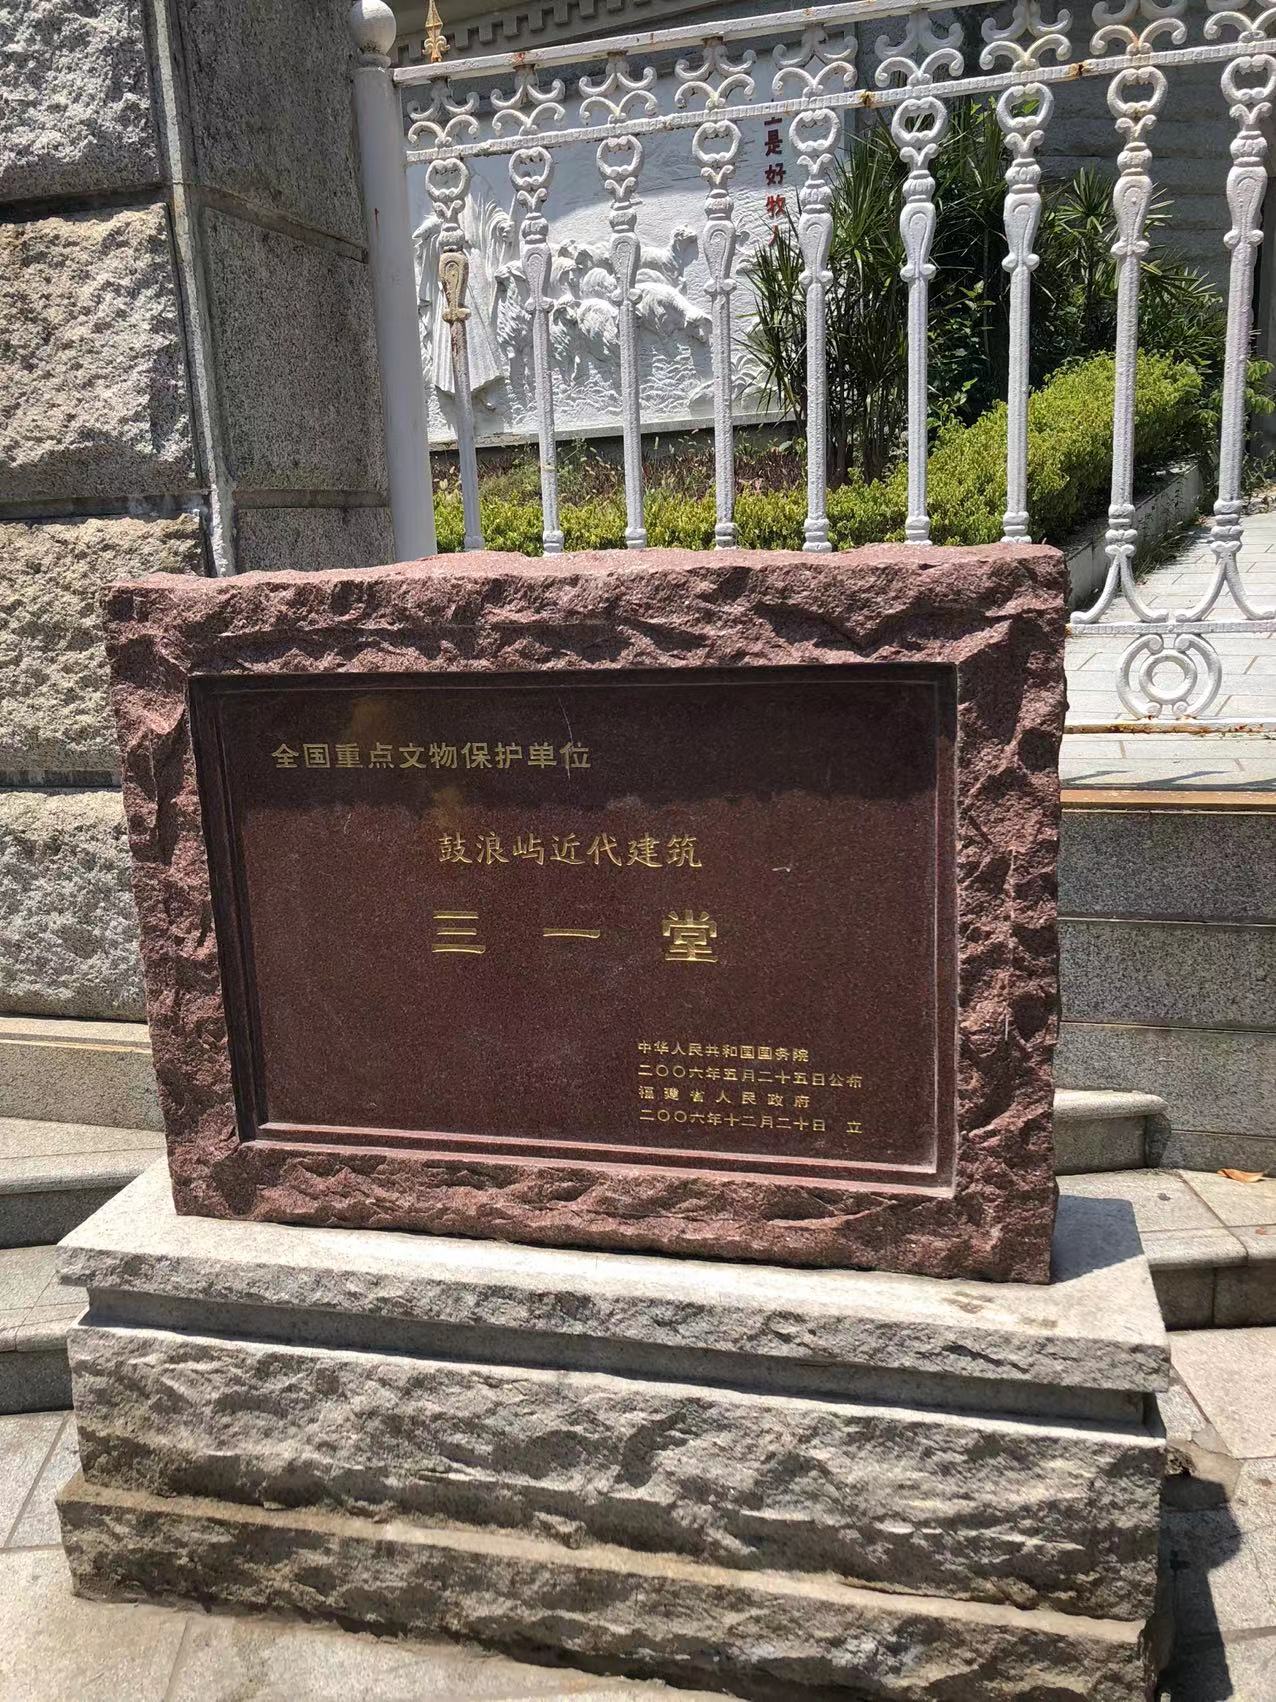 是好牧
全国重点文物保护单位
鼓浪屿近代建筑
三一堂
中华人民共和国国务院
二〇〇六年五月二十五日公布
福建省人民政府
二〇〇六年十二月二十日 立